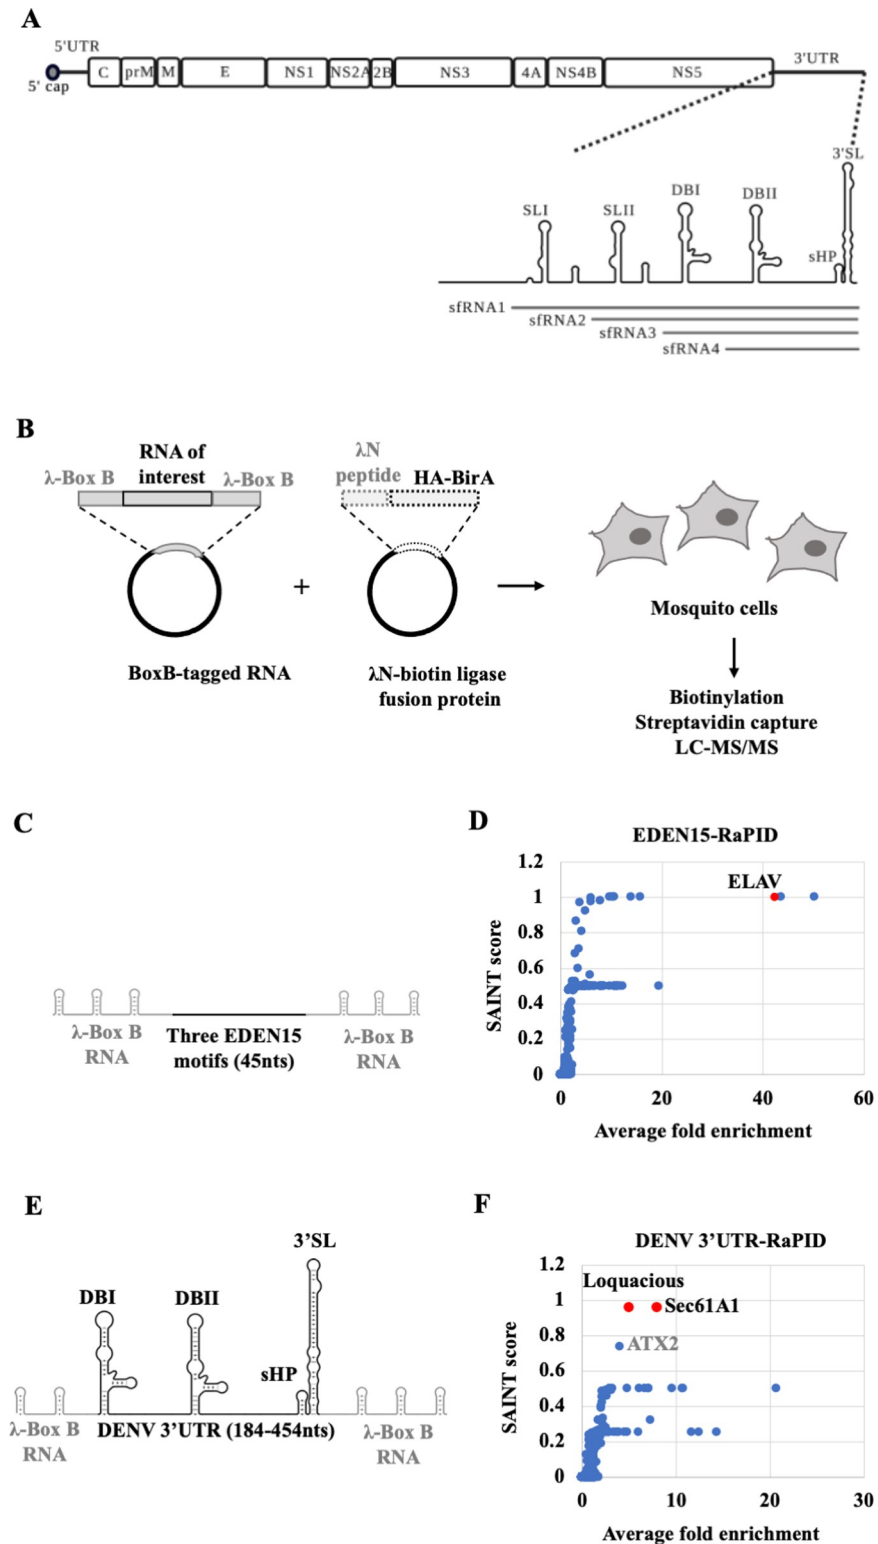 A
5'UTR
5' cap
C
prM
M
E
NS1
NS2A
2B
NS3
4A
NS4B
NS5
3'UTR
SLI
SLII
DBI
DBII
sHP
3'SL
sfRNA1
sfRNA2
sfRNA3
sfRNA4
B
λ-Box B
RNA of
interest
λ-Box B
BoxB-tagged RNA
+
λN
peptide
HA-BirA
λN-biotin ligase
fusion protein
Mosquito cells
Biotinylation
Streptavidin capture
LC-MS/MS
C
λ-Box B
RNA
Three EDEN15
motifs (45nts)
λ-Box B
RNA
D
EDEN15-RaPID
SAINT score
1.2
1
0.8
0.6
0.4
0.2
0
ELAV
0
20
40
60
Average fold enrichment
E
DBI
DBII
sHP
3’SL
λ-Box B
RNA
DENV 3'UTR (184-454nts)
λ-Box B
RNA
F
DENV 3'UTR-RaPID
SAINT score
1.2
1
0.8
0.6
0.4
0.2
0
Loquacious
Sec61A1
ATX2
0
10
20
30
Average fold enrichment